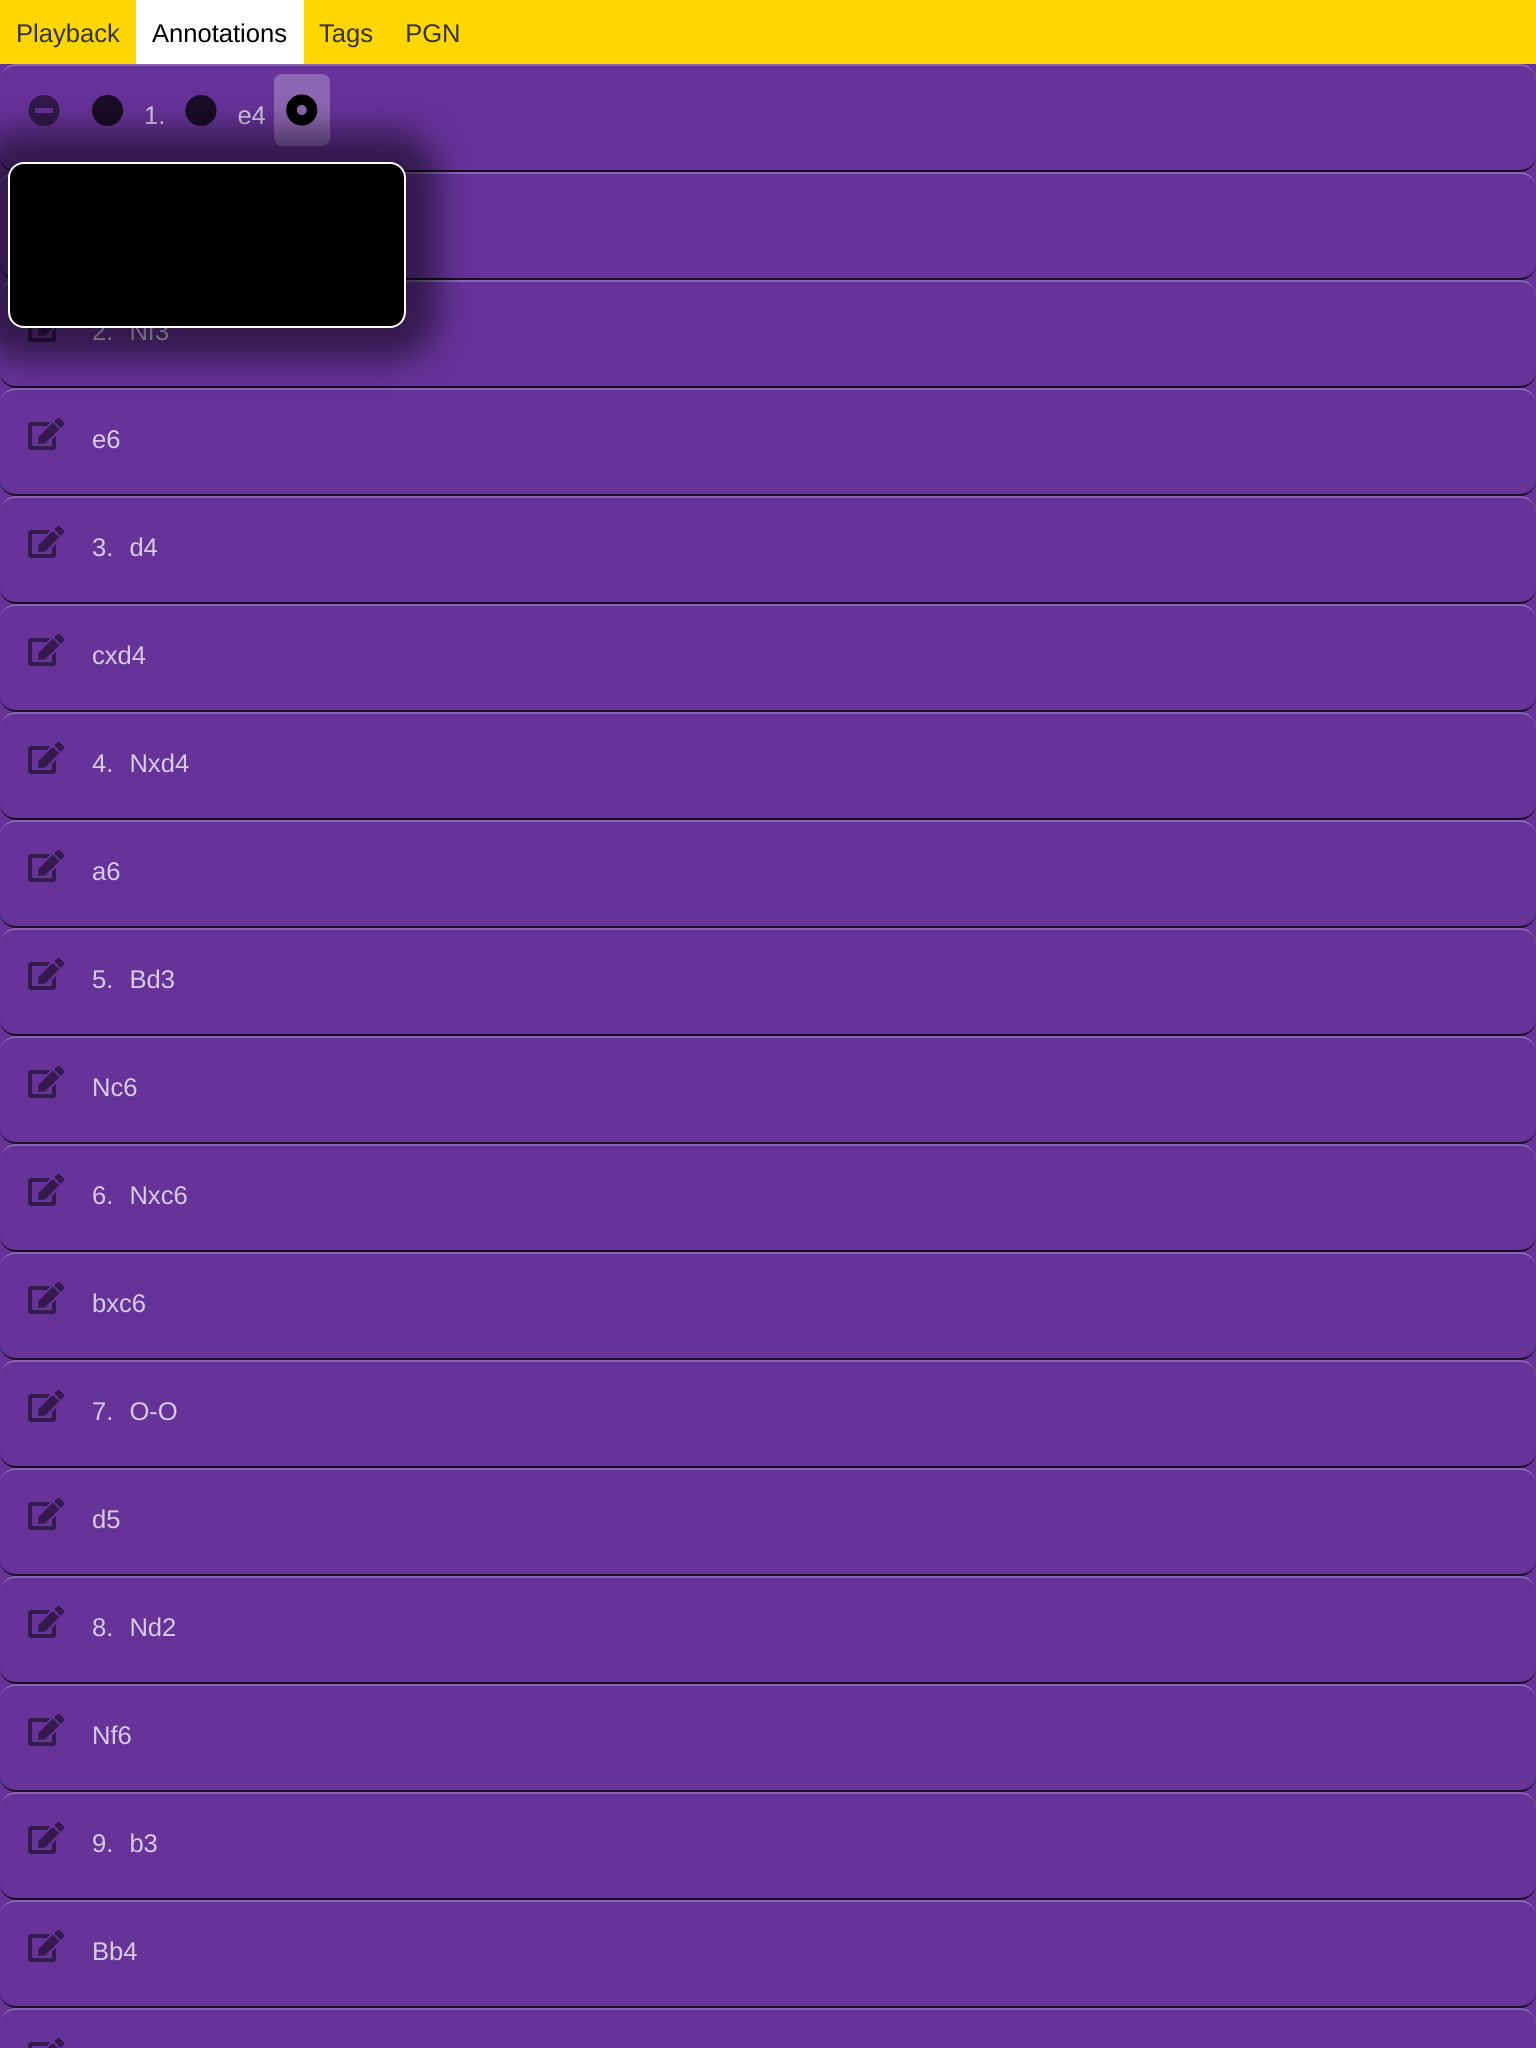 Playback Annotations Tags PGN
1. e4
2. Nf3
e6
3. d4
cxd4
4. Nxd4
a6
5. Bd3
Nc6
6. Nxc6
bxc6
7. O-O
d5
8. Nd2
Nf6
9. b3
Bb4